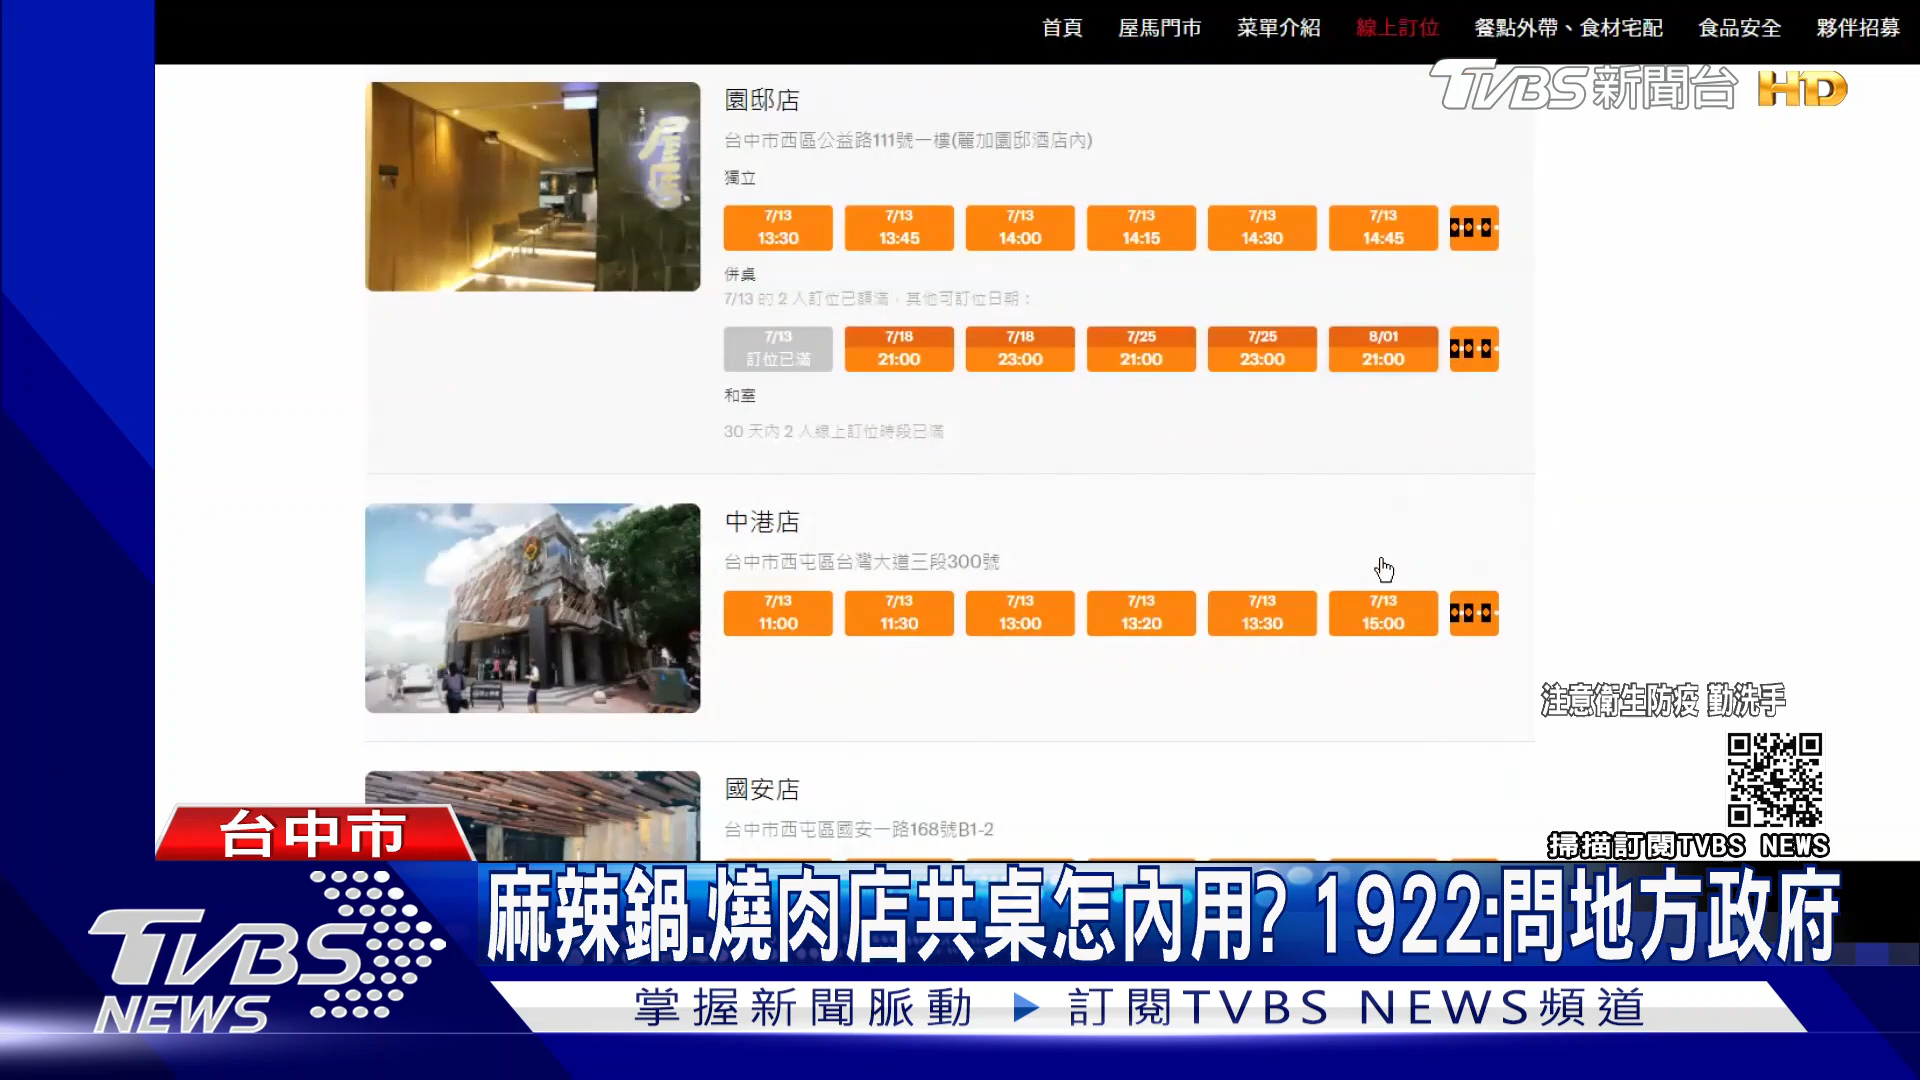 首頁 屋馬門市 菜單介紹 線上訂位 餐點外帶、食材宅配 食品安全 夥伴招募
TVBS新聞台 HD
園邸店
台中市西區公益路111號一樓(麗加園邸酒店內)
獨立
7/13 7/13 7/13 7/13 7/13 7/13
13:30 13:45 14:00 14:15 14:30 14:45
併桌
7/13 的 2 人訂位已額滿，其他可訂位日期：
7/13 7/18 7/18 7/25 7/25 8/01
訂位已滿 21:00 23:00 21:00 23:00 21:00
和室
30 天內 2 人線上訂位時段已滿
中港店
台中市西屯區台灣大道三段300號
7/13 7/13 7/13 7/13 7/13 7/13
11:00 11:30 13:00 13:20 13:30 15:00
注意衛生防疫 勤洗手
國安店
台中市西屯區國安一路168號B1-2
掃描訂閱TVBS NEWS
台中市
麻辣鍋.燒肉店共桌怎內用? 1922:問地方政府
TVBS
NEWS
掌握新聞脈動 ▶ 訂閱TVBS NEWS頻道